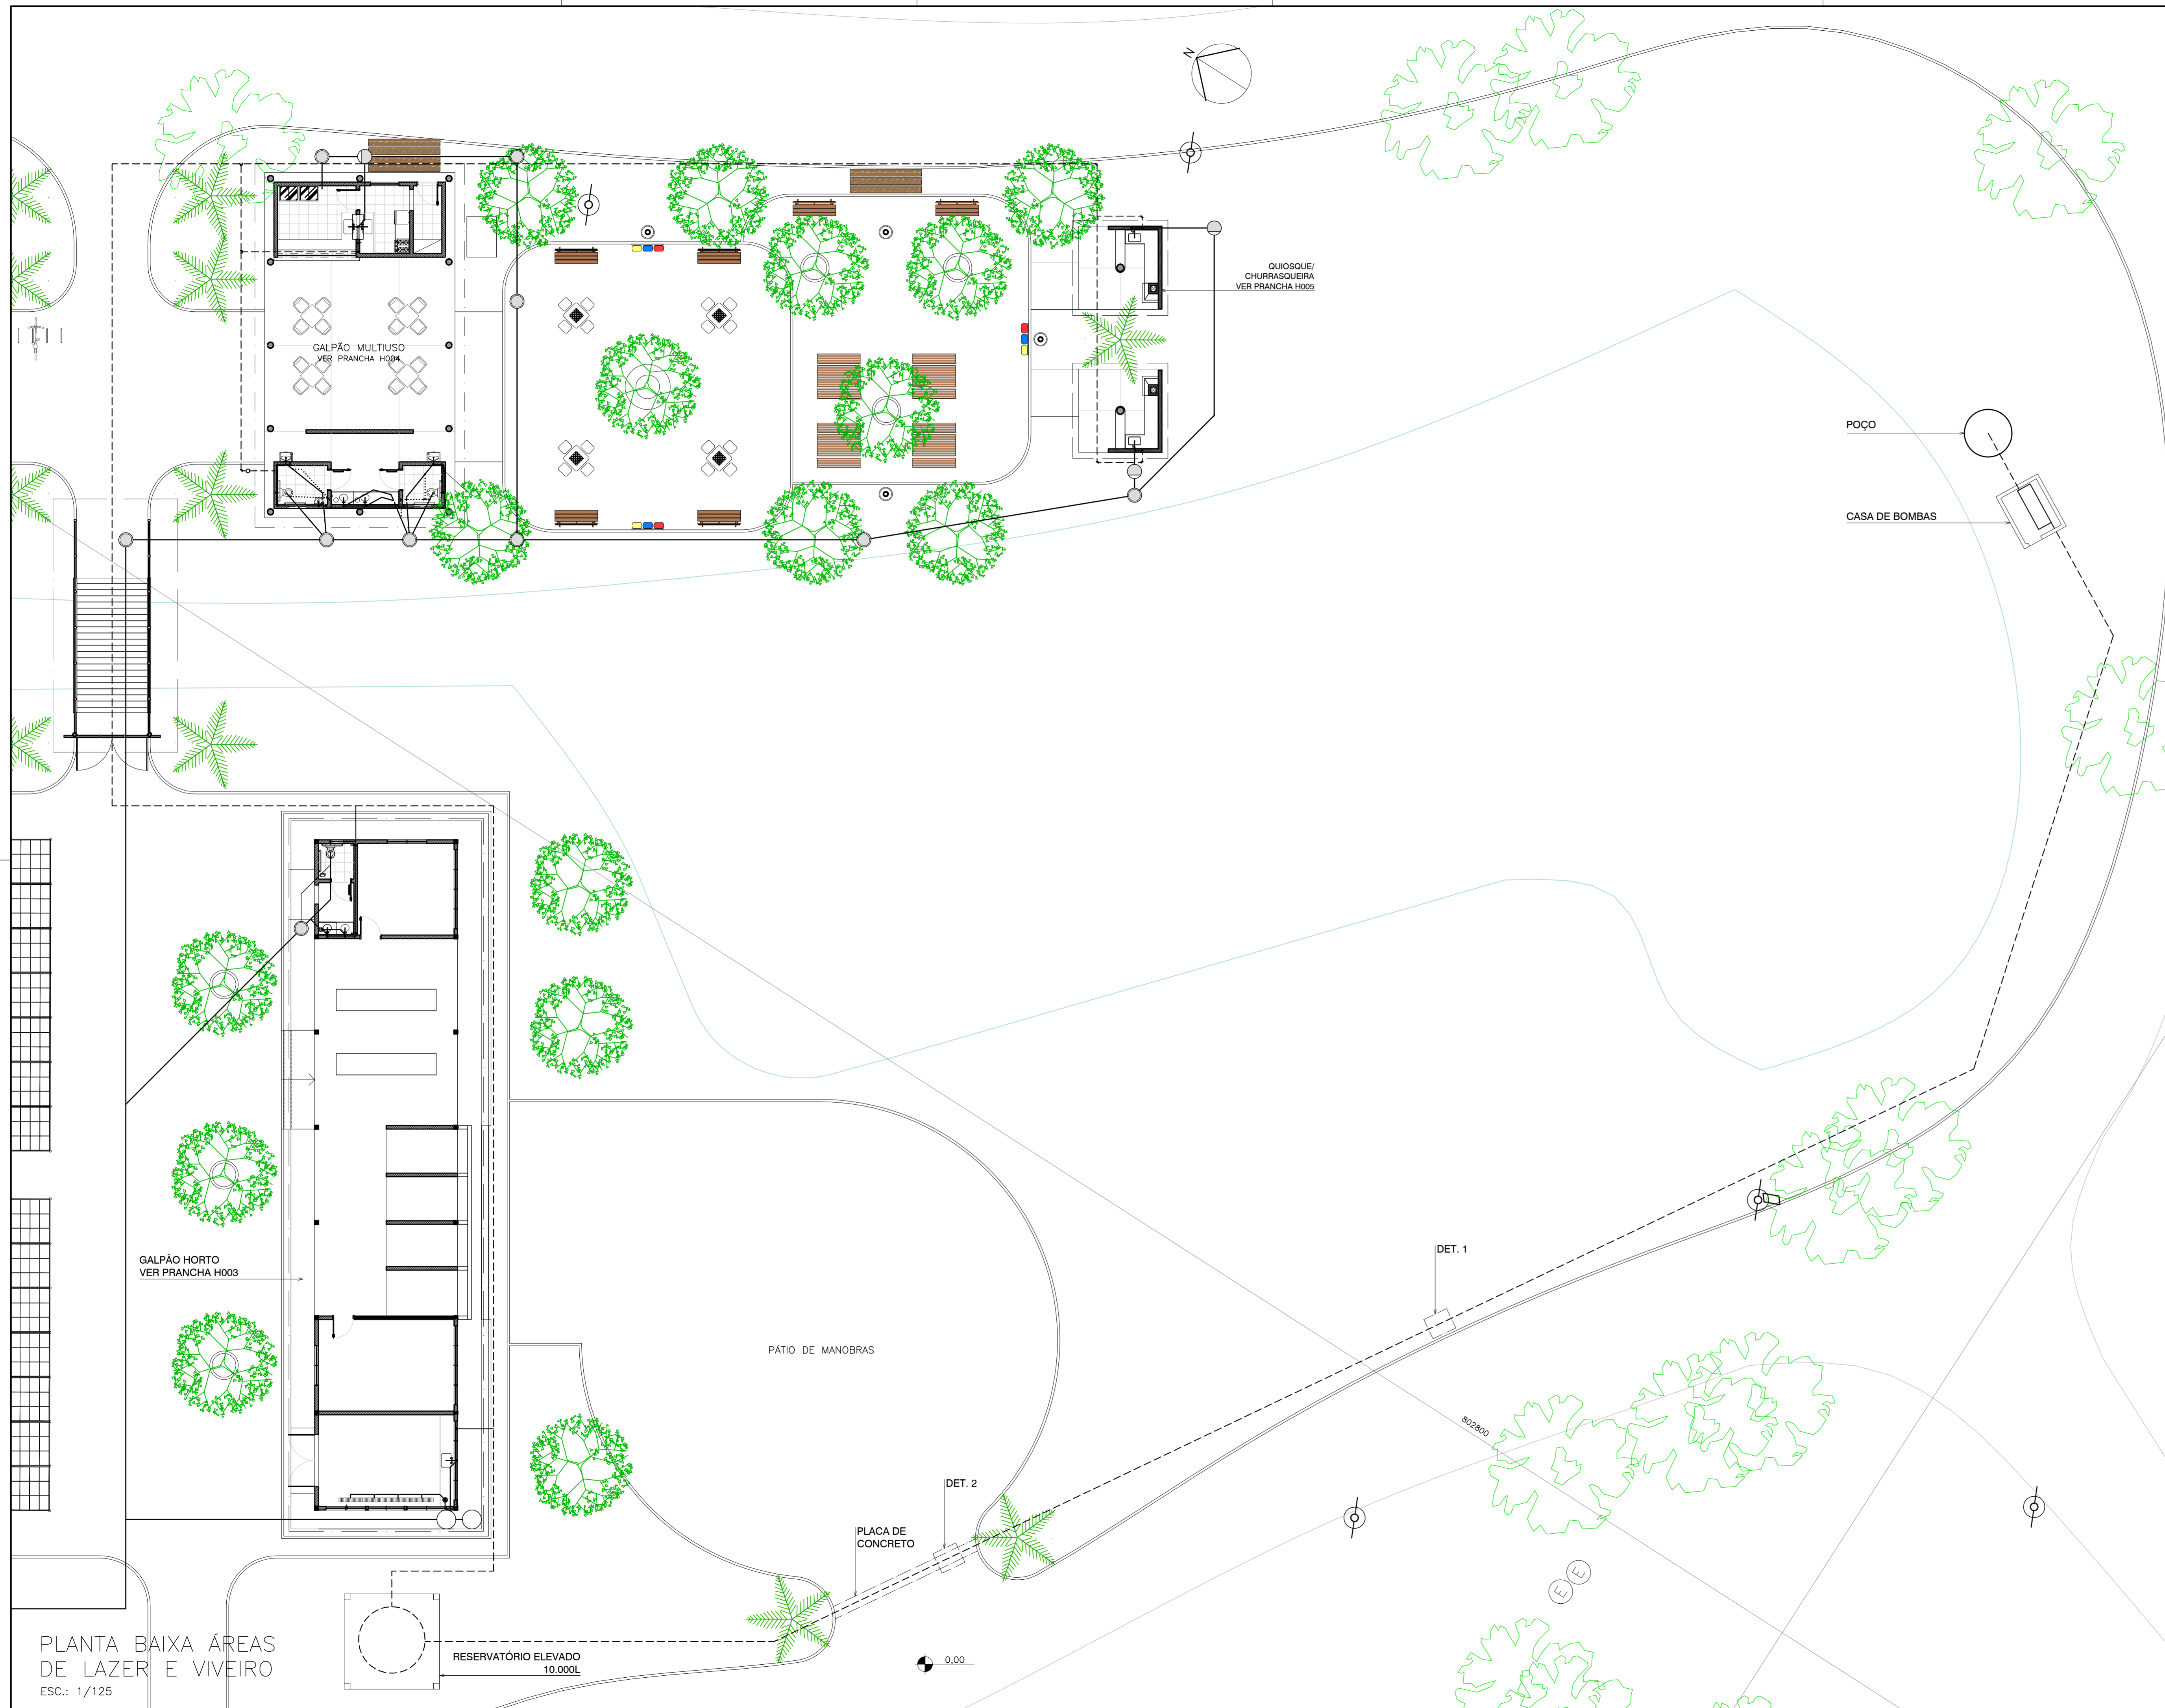 N
QUIOSQUE/
CHURRASQUEIRA
VER PRANCHA H005
GALPÃO MULTIUSO
VER PRANCHA H004
POÇO
CASA DE BOMBAS
GALPÃO HORTO
VER PRANCHA H003
DET. 1
PÁTIO DE MANOBRAS
802800
DET. 2
PLACA DE
CONCRETO
E
E
RESERVATÓRIO ELEVADO
10.000L
0,00
PLANTA BAIXA ÁREAS
DE LAZER E VIVEIRO
ESC.: 1/125